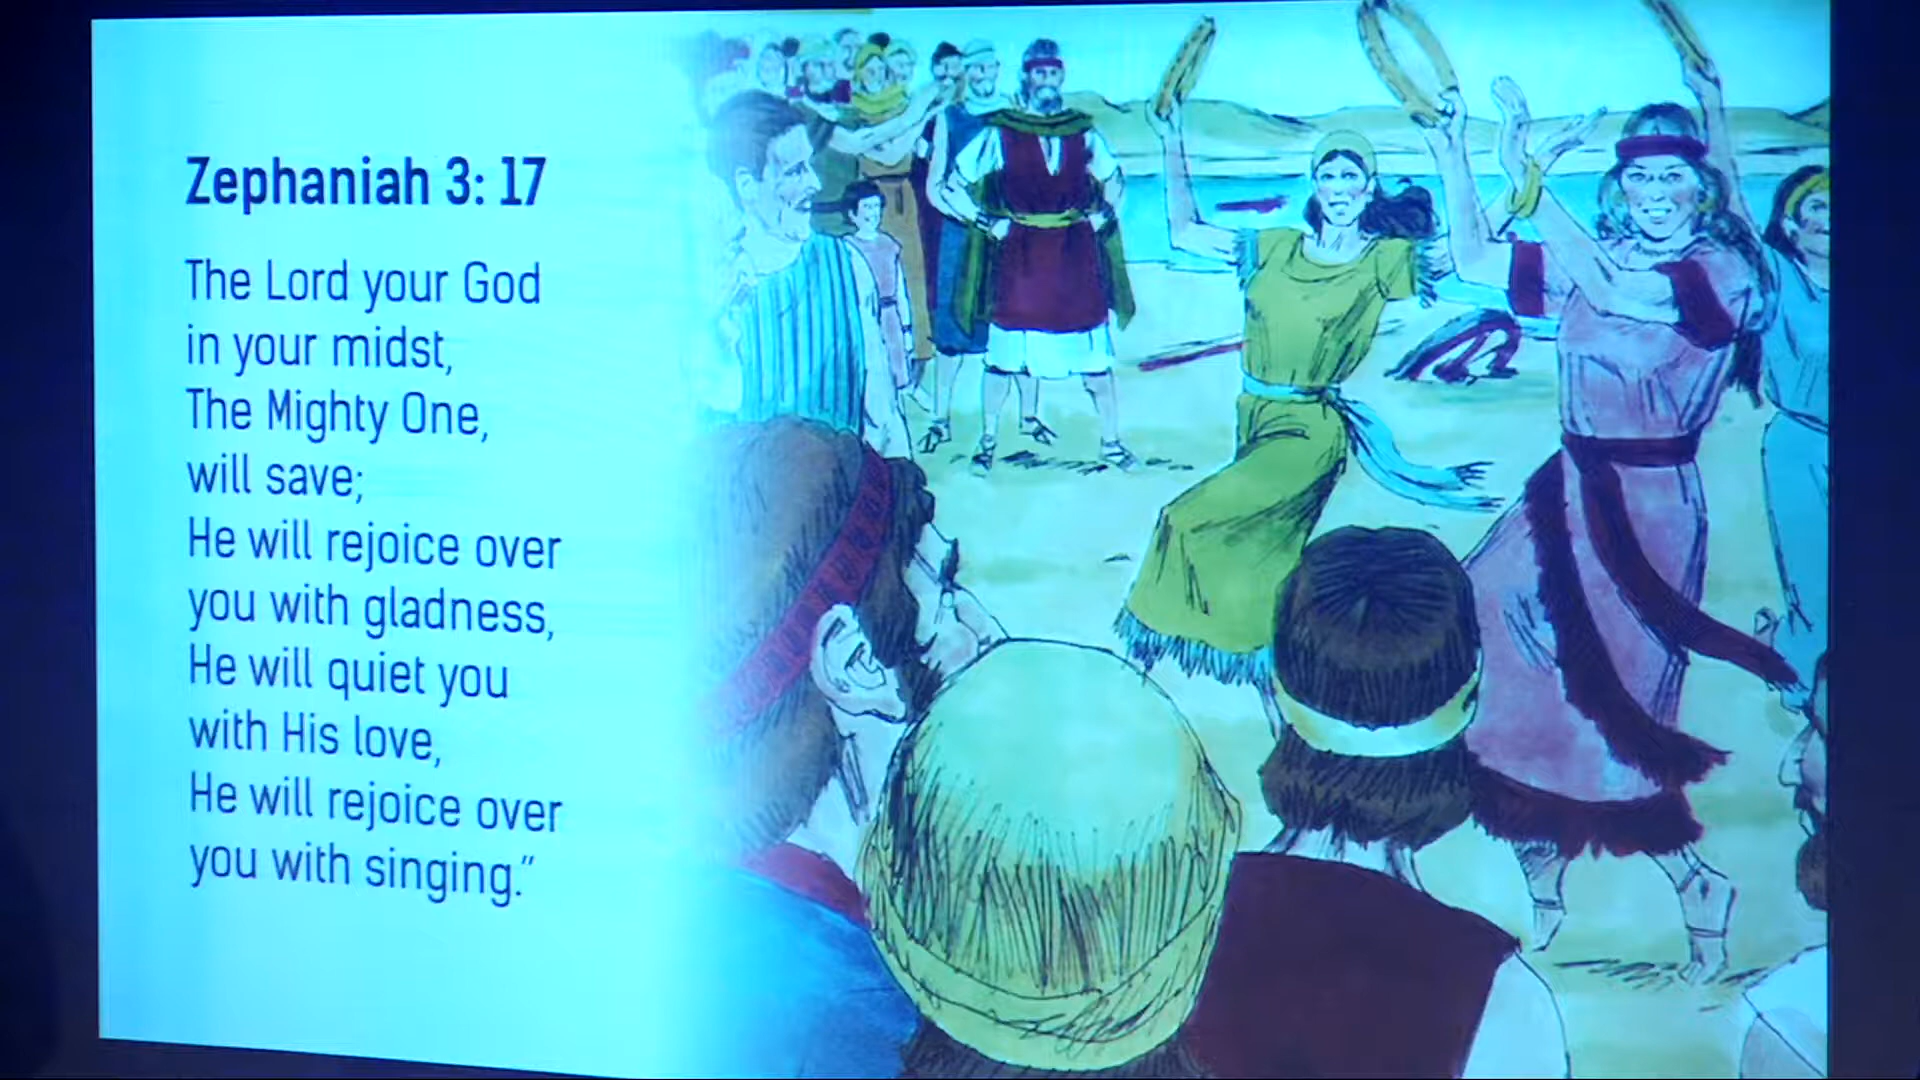 Zephaniah 3: 17
The Lord your God
in your midst,
The Mighty One,
will save;
He will rejoice over
you with gladness,
He will quiet you
with His love,
He will rejoice over
you with singing.”